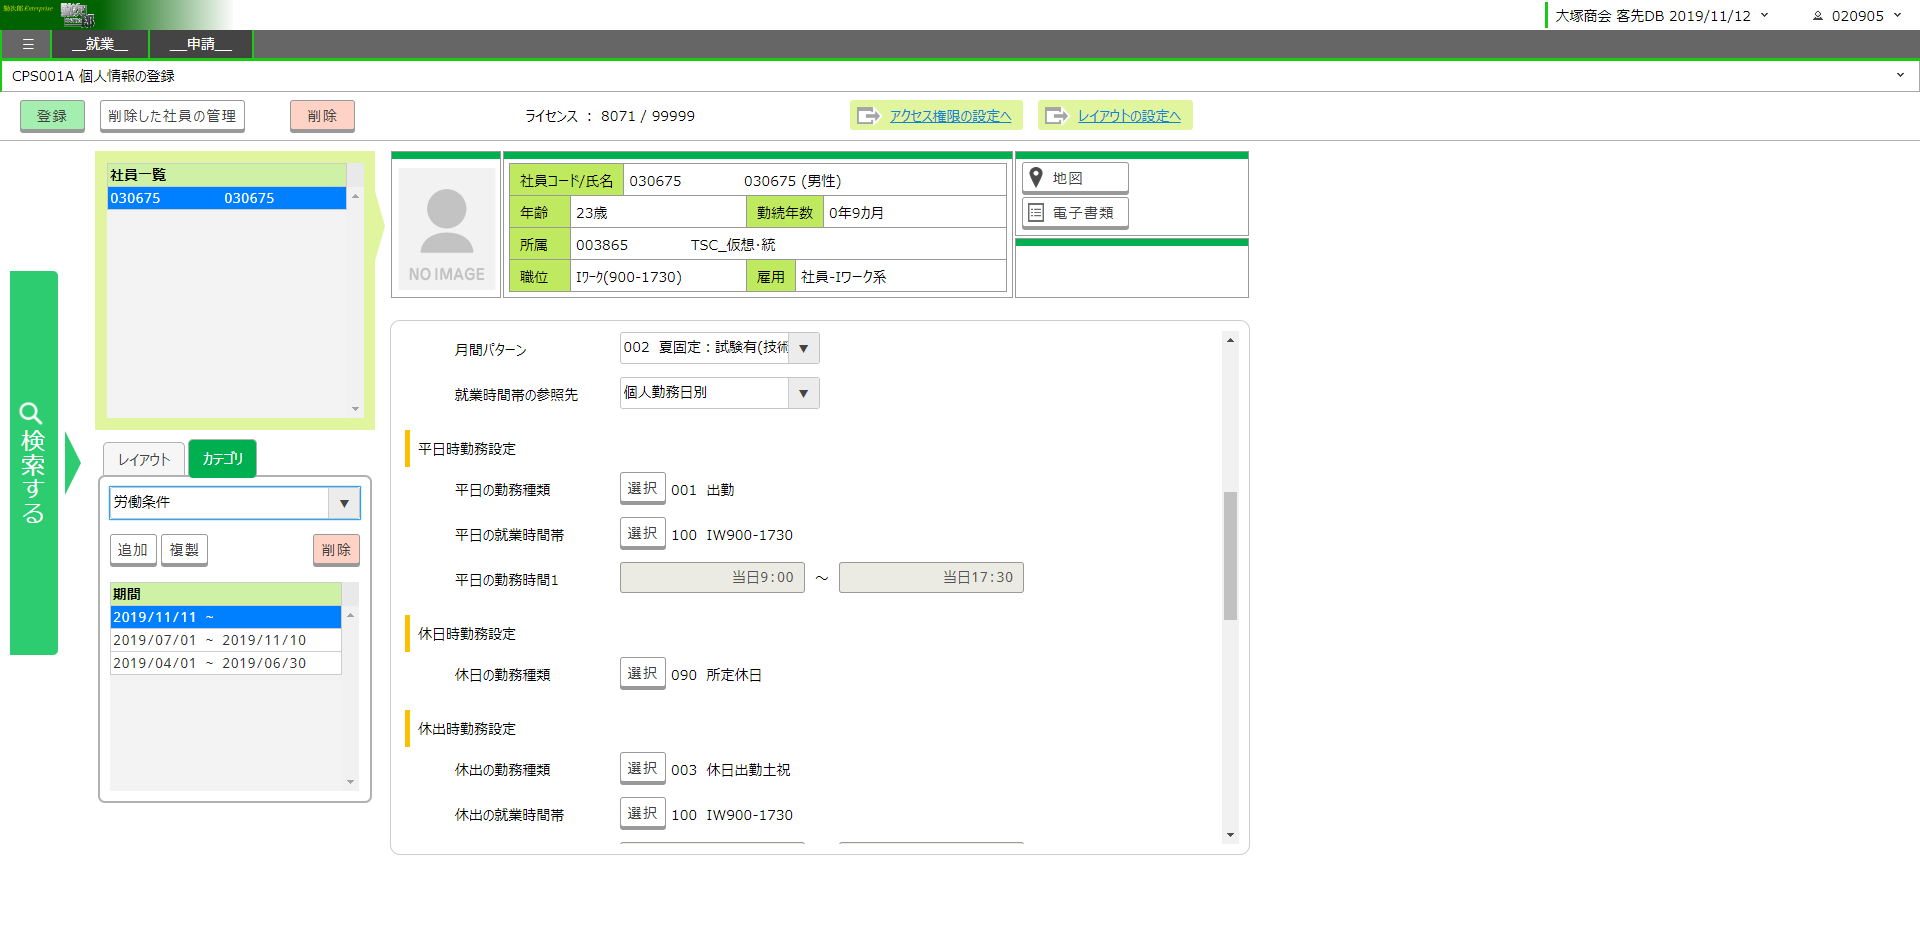 勤次郎Enterprise
大塚商会 客先DB 2019/11/12
020905
☰ __就業__ __申請__
CPS001A 個人情報の登録
登録 削除した社員の管理 削除 ライセンス : 8071 / 99999 アクセス権限の設定へ レイアウトの設定へ
検索する
社員一覧
030675 030675
NO IMAGE
社員コード/氏名 030675 030675 (男性)
年齢 23歳 勤続年数 0年9カ月
所属 003865 TSC_仮想･統
職位 Iワーク(900-1730) 雇用 社員-Iワーク系
地図
電子書類
レイアウト カテゴリ
労働条件 ▼
追加 複製 削除
期間
2019/11/11 ~
2019/07/01 ~ 2019/11/10
2019/04/01 ~ 2019/06/30
月間パターン 002 夏固定：試験有(技術 ▼
就業時間帯の参照先 個人勤務日別 ▼
平日時勤務設定
平日の勤務種類 選択 001 出勤
平日の就業時間帯 選択 100 IW900-1730
平日の勤務時間1 当日9:00 ～ 当日17:30
休日時勤務設定
休日の勤務種類 選択 090 所定休日
休出時勤務設定
休出の勤務種類 選択 003 休日出勤土祝
休出の就業時間帯 選択 100 IW900-1730